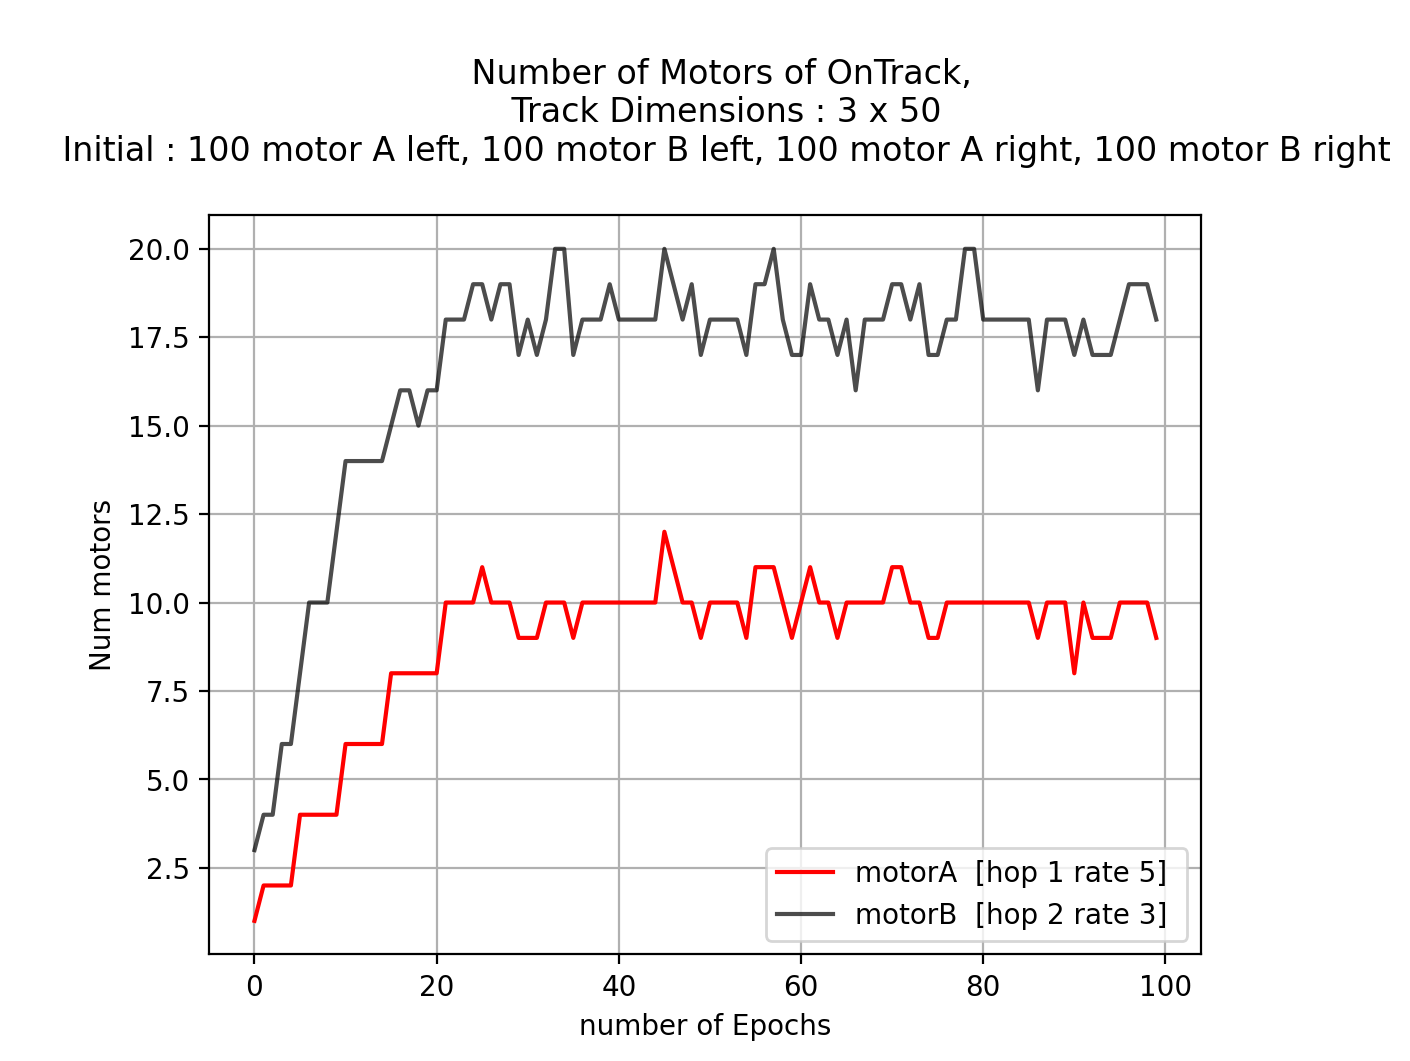 Number of Motors of OnTrack,
Track Dimensions : 3 x 50
Initial : 100 motor A left, 100 motor B left, 100 motor A right, 100 motor B right
20.0
17.5
15.0
12.5
10.0
7.5
5.0
2.5
Num motors
motorA  [hop 1 rate 5]
motorB  [hop 2 rate 3]
0 20 40 60 80 100
number of Epochs